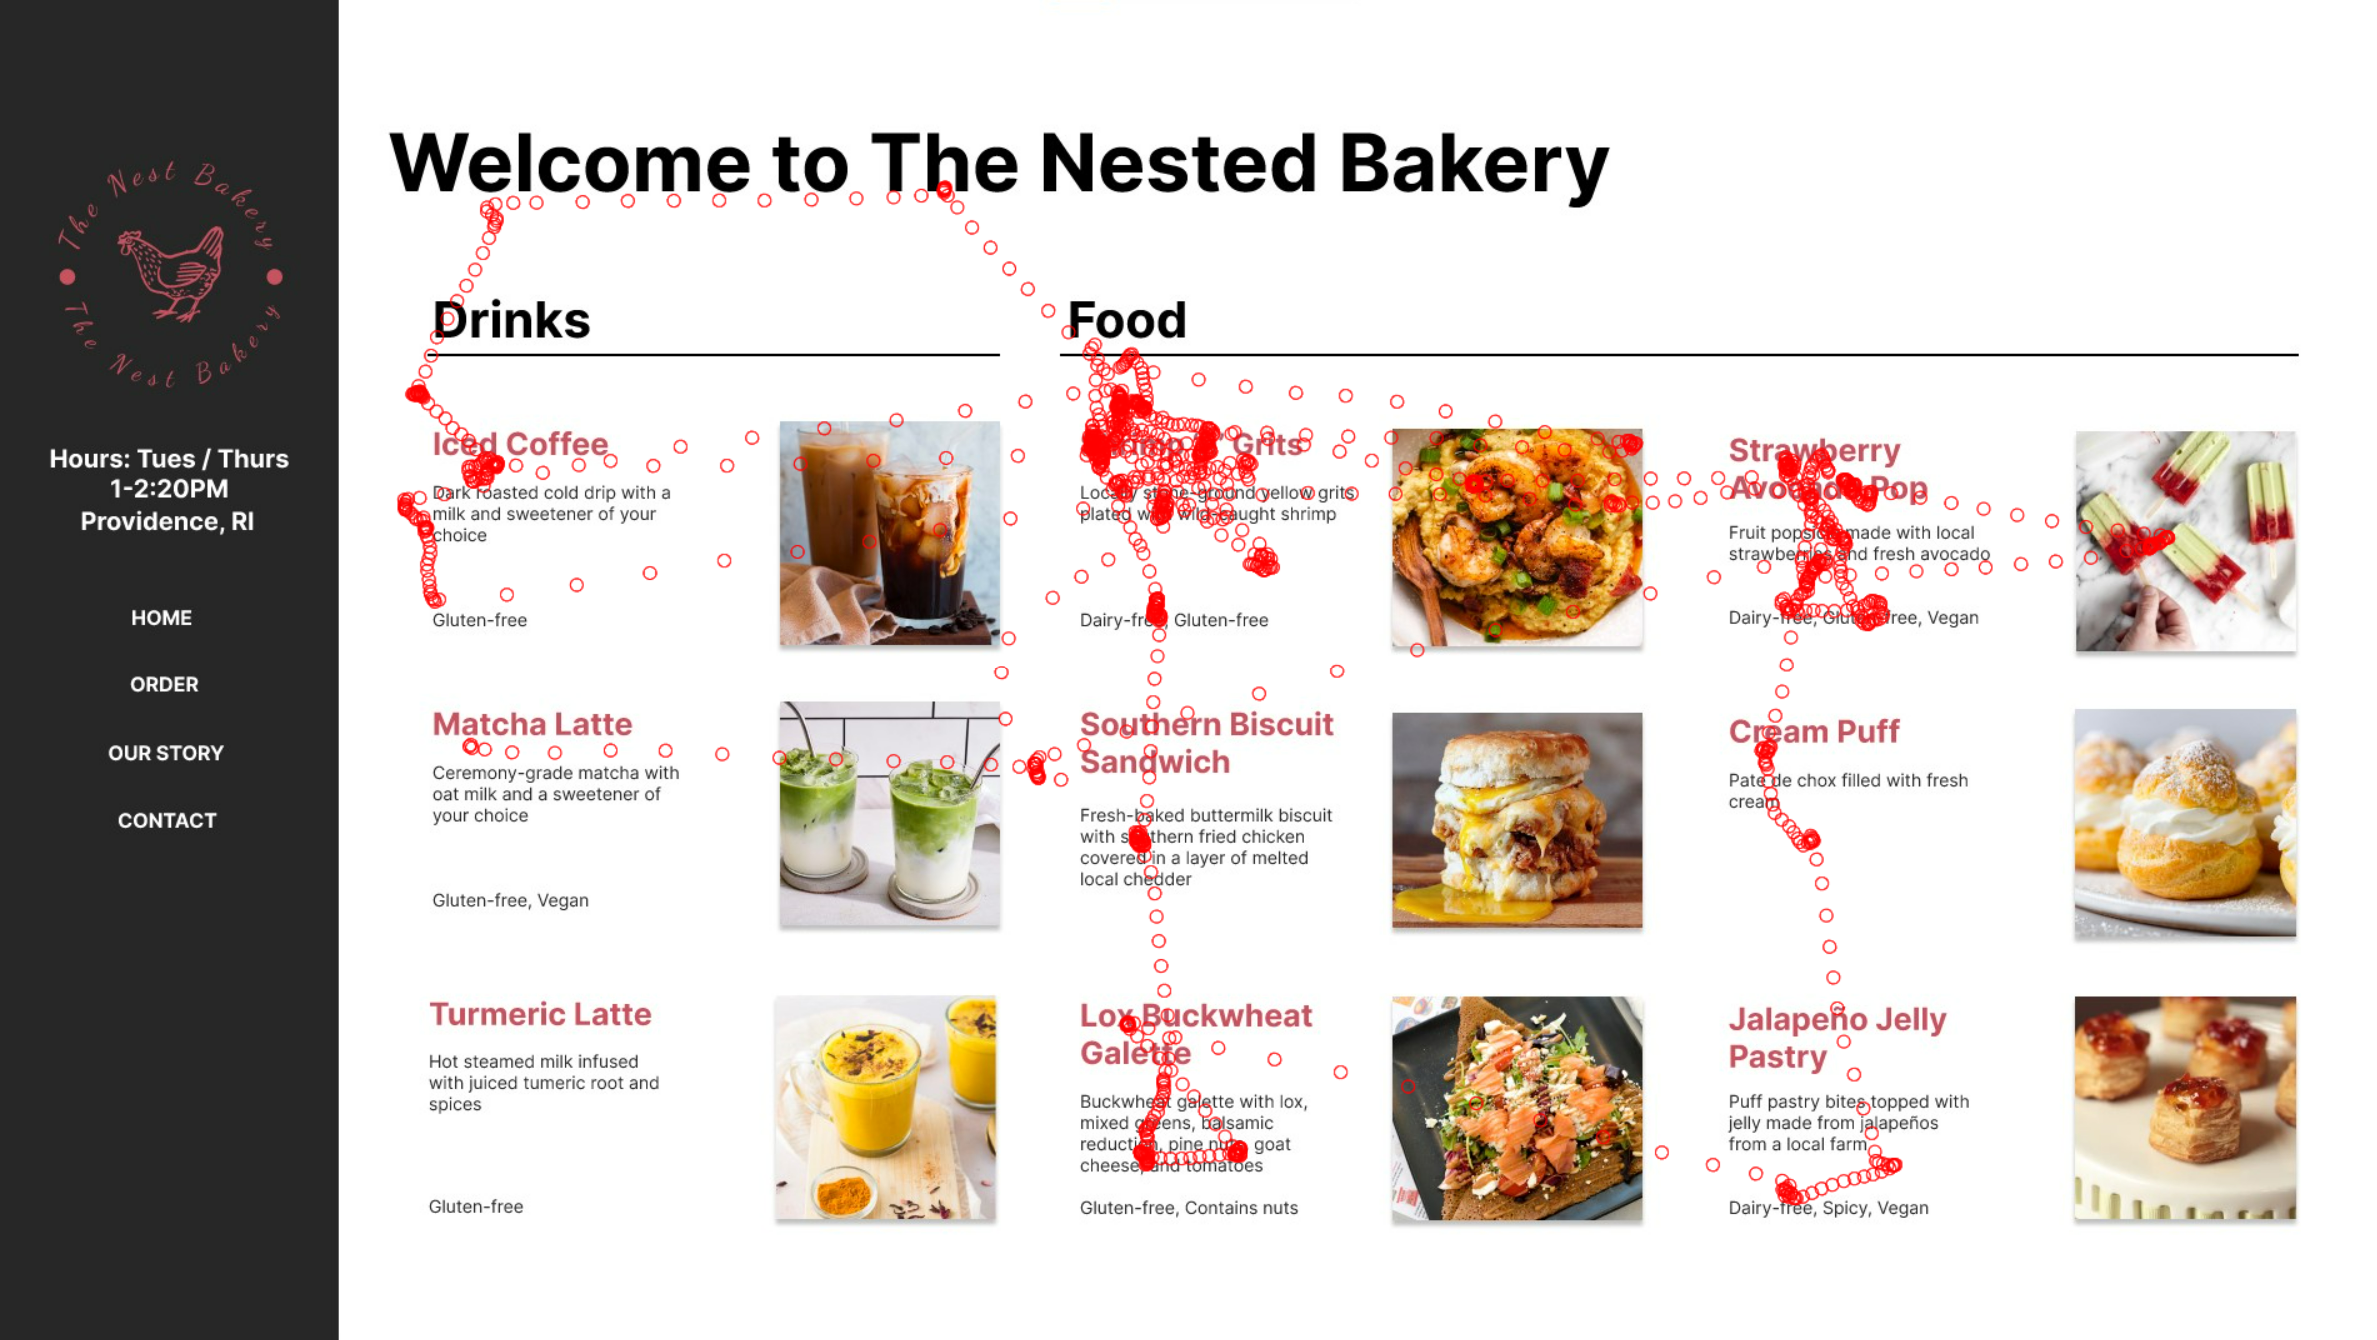 The Nest Bakery
The Nest Bakery
Hours: Tues / Thurs
1-2:20PM
Providence, RI
HOME
ORDER
OUR STORY
CONTACT
Welcome to The Nested Bakery
Drinks
Iced Coffee
Dark roasted cold drip with a
milk and sweetener of your
choice
Gluten-free
Matcha Latte
Ceremony-grade matcha with
oat milk and a sweetener of
your choice
Gluten-free, Vegan
Turmeric Latte
Hot steamed milk infused
with juiced tumeric root and
spices
Gluten-free
Food
Grits
Locally stone-ground yellow grits
plated with wild-caught shrimp
Dairy-free, Gluten-free
Southern Biscuit
Sandwich
Fresh-baked buttermilk biscuit
with southern fried chicken
covered in a layer of melted
local chedder
Lox Buckwheat
Galette
Buckwheat galette with lox,
mixed greens, balsamic
reduction, pine nuts, goat
cheese, and tomatoes
Gluten-free, Contains nuts
Strawberry
Avocado Pop
Fruit popsicle made with local
strawberries and fresh avocado
Dairy-free, Gluten-free, Vegan
Cream Puff
Pate de chox filled with fresh
cream
Jalapeño Jelly
Pastry
Puff pastry bites topped with
jelly made from jalapeños
from a local farm
Dairy-free, Spicy, Vegan